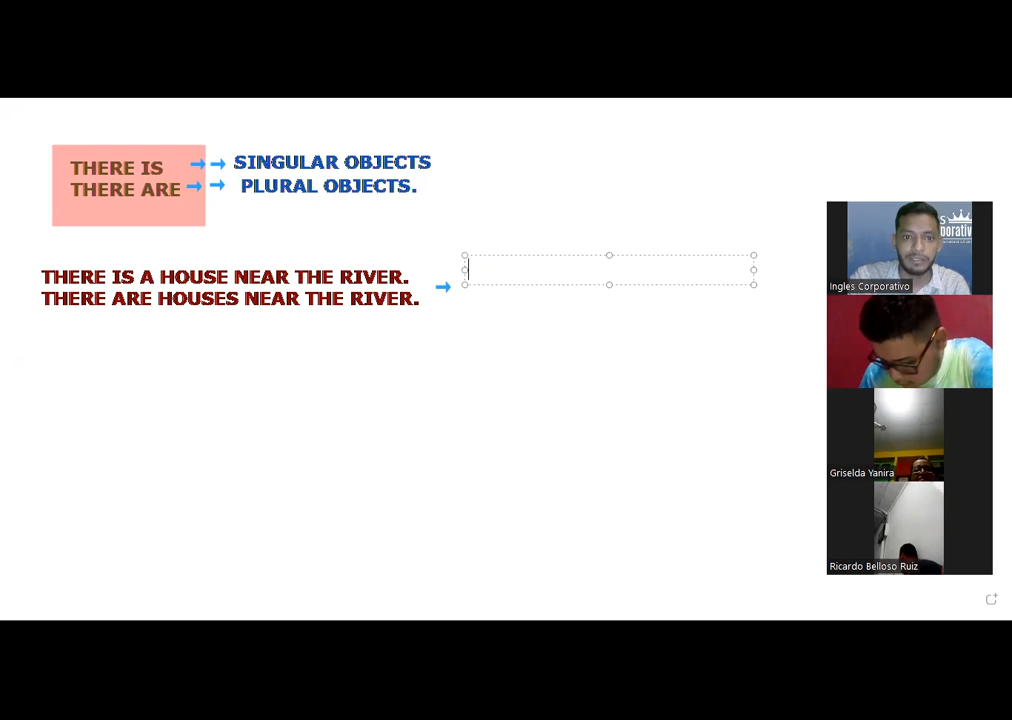 THERE IS
SINGULAR OBJECTS
THERE ARE
PLURAL OBJECTS.
THERE IS A HOUSE NEAR THE RIVER.
THERE ARE HOUSES NEAR THE RIVER.
Ingles Corporativo
Griselda Yanira
Ricardo Belloso Ruiz